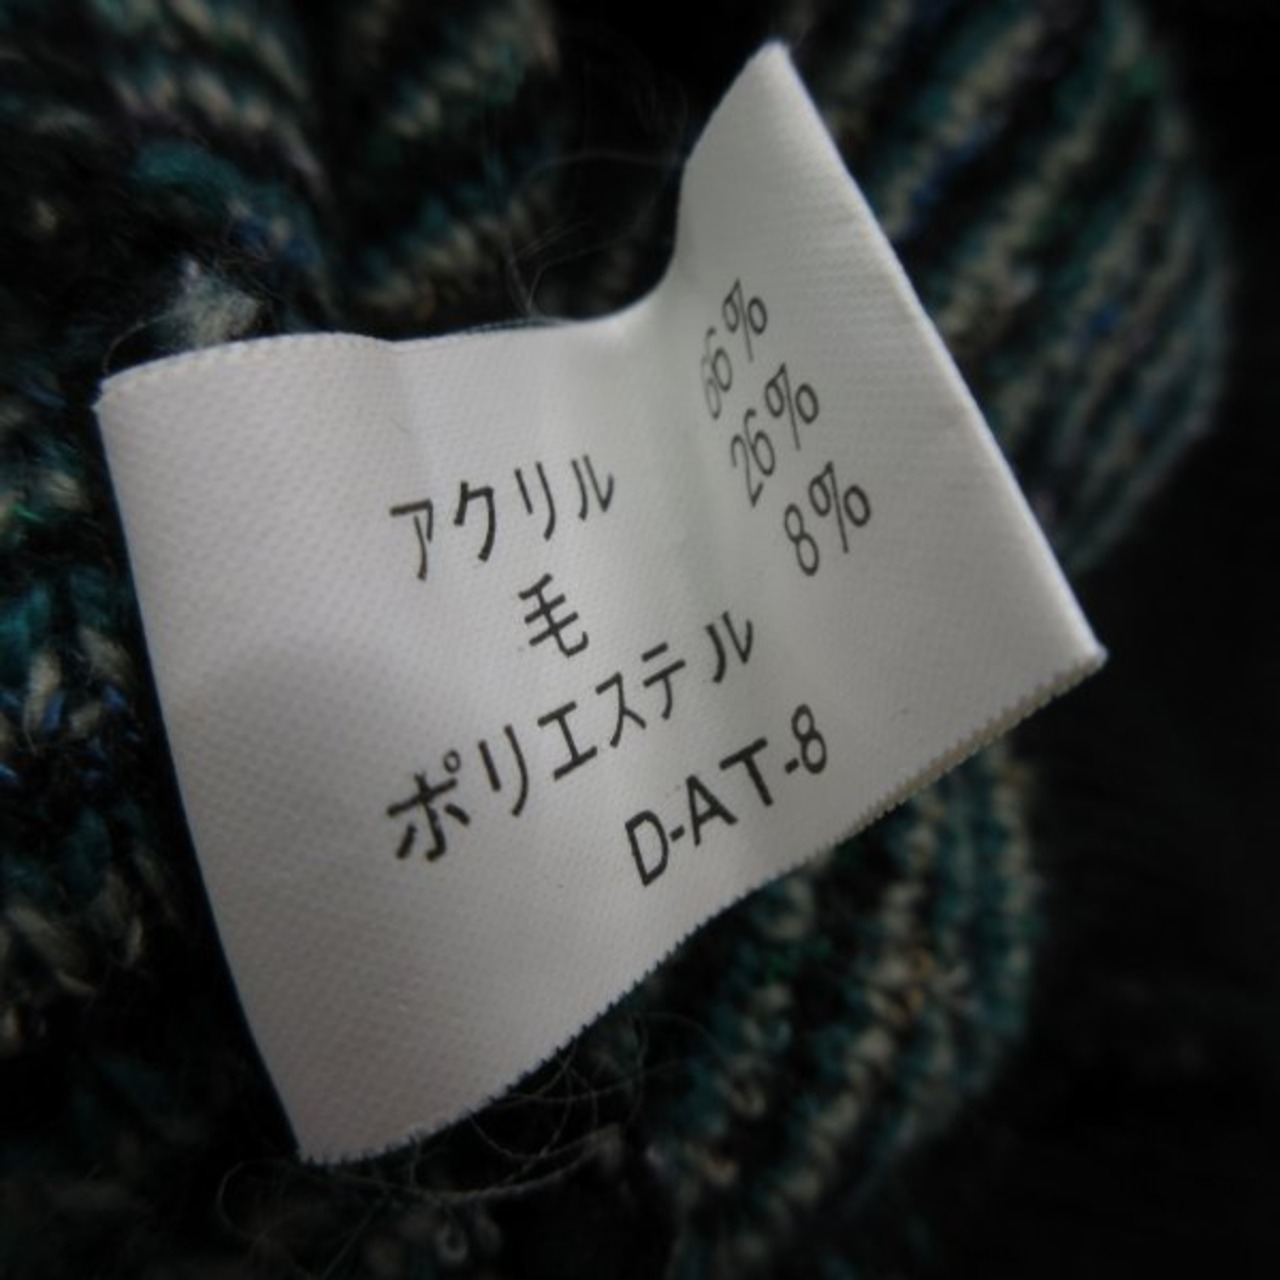 アクリル 66%
毛 26%
ポリエステル 8%
D-AT-8